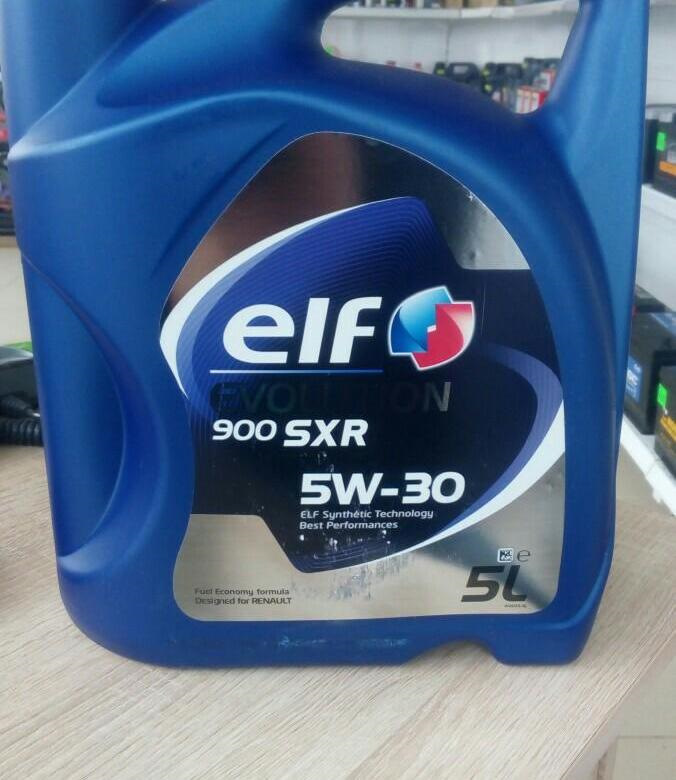 elf
EVOLUTION
900 SXR
5W-30
ELF Synthetic Technology
Best Performances
Fuel Economy formula
Designed for RENAULT
e
5L